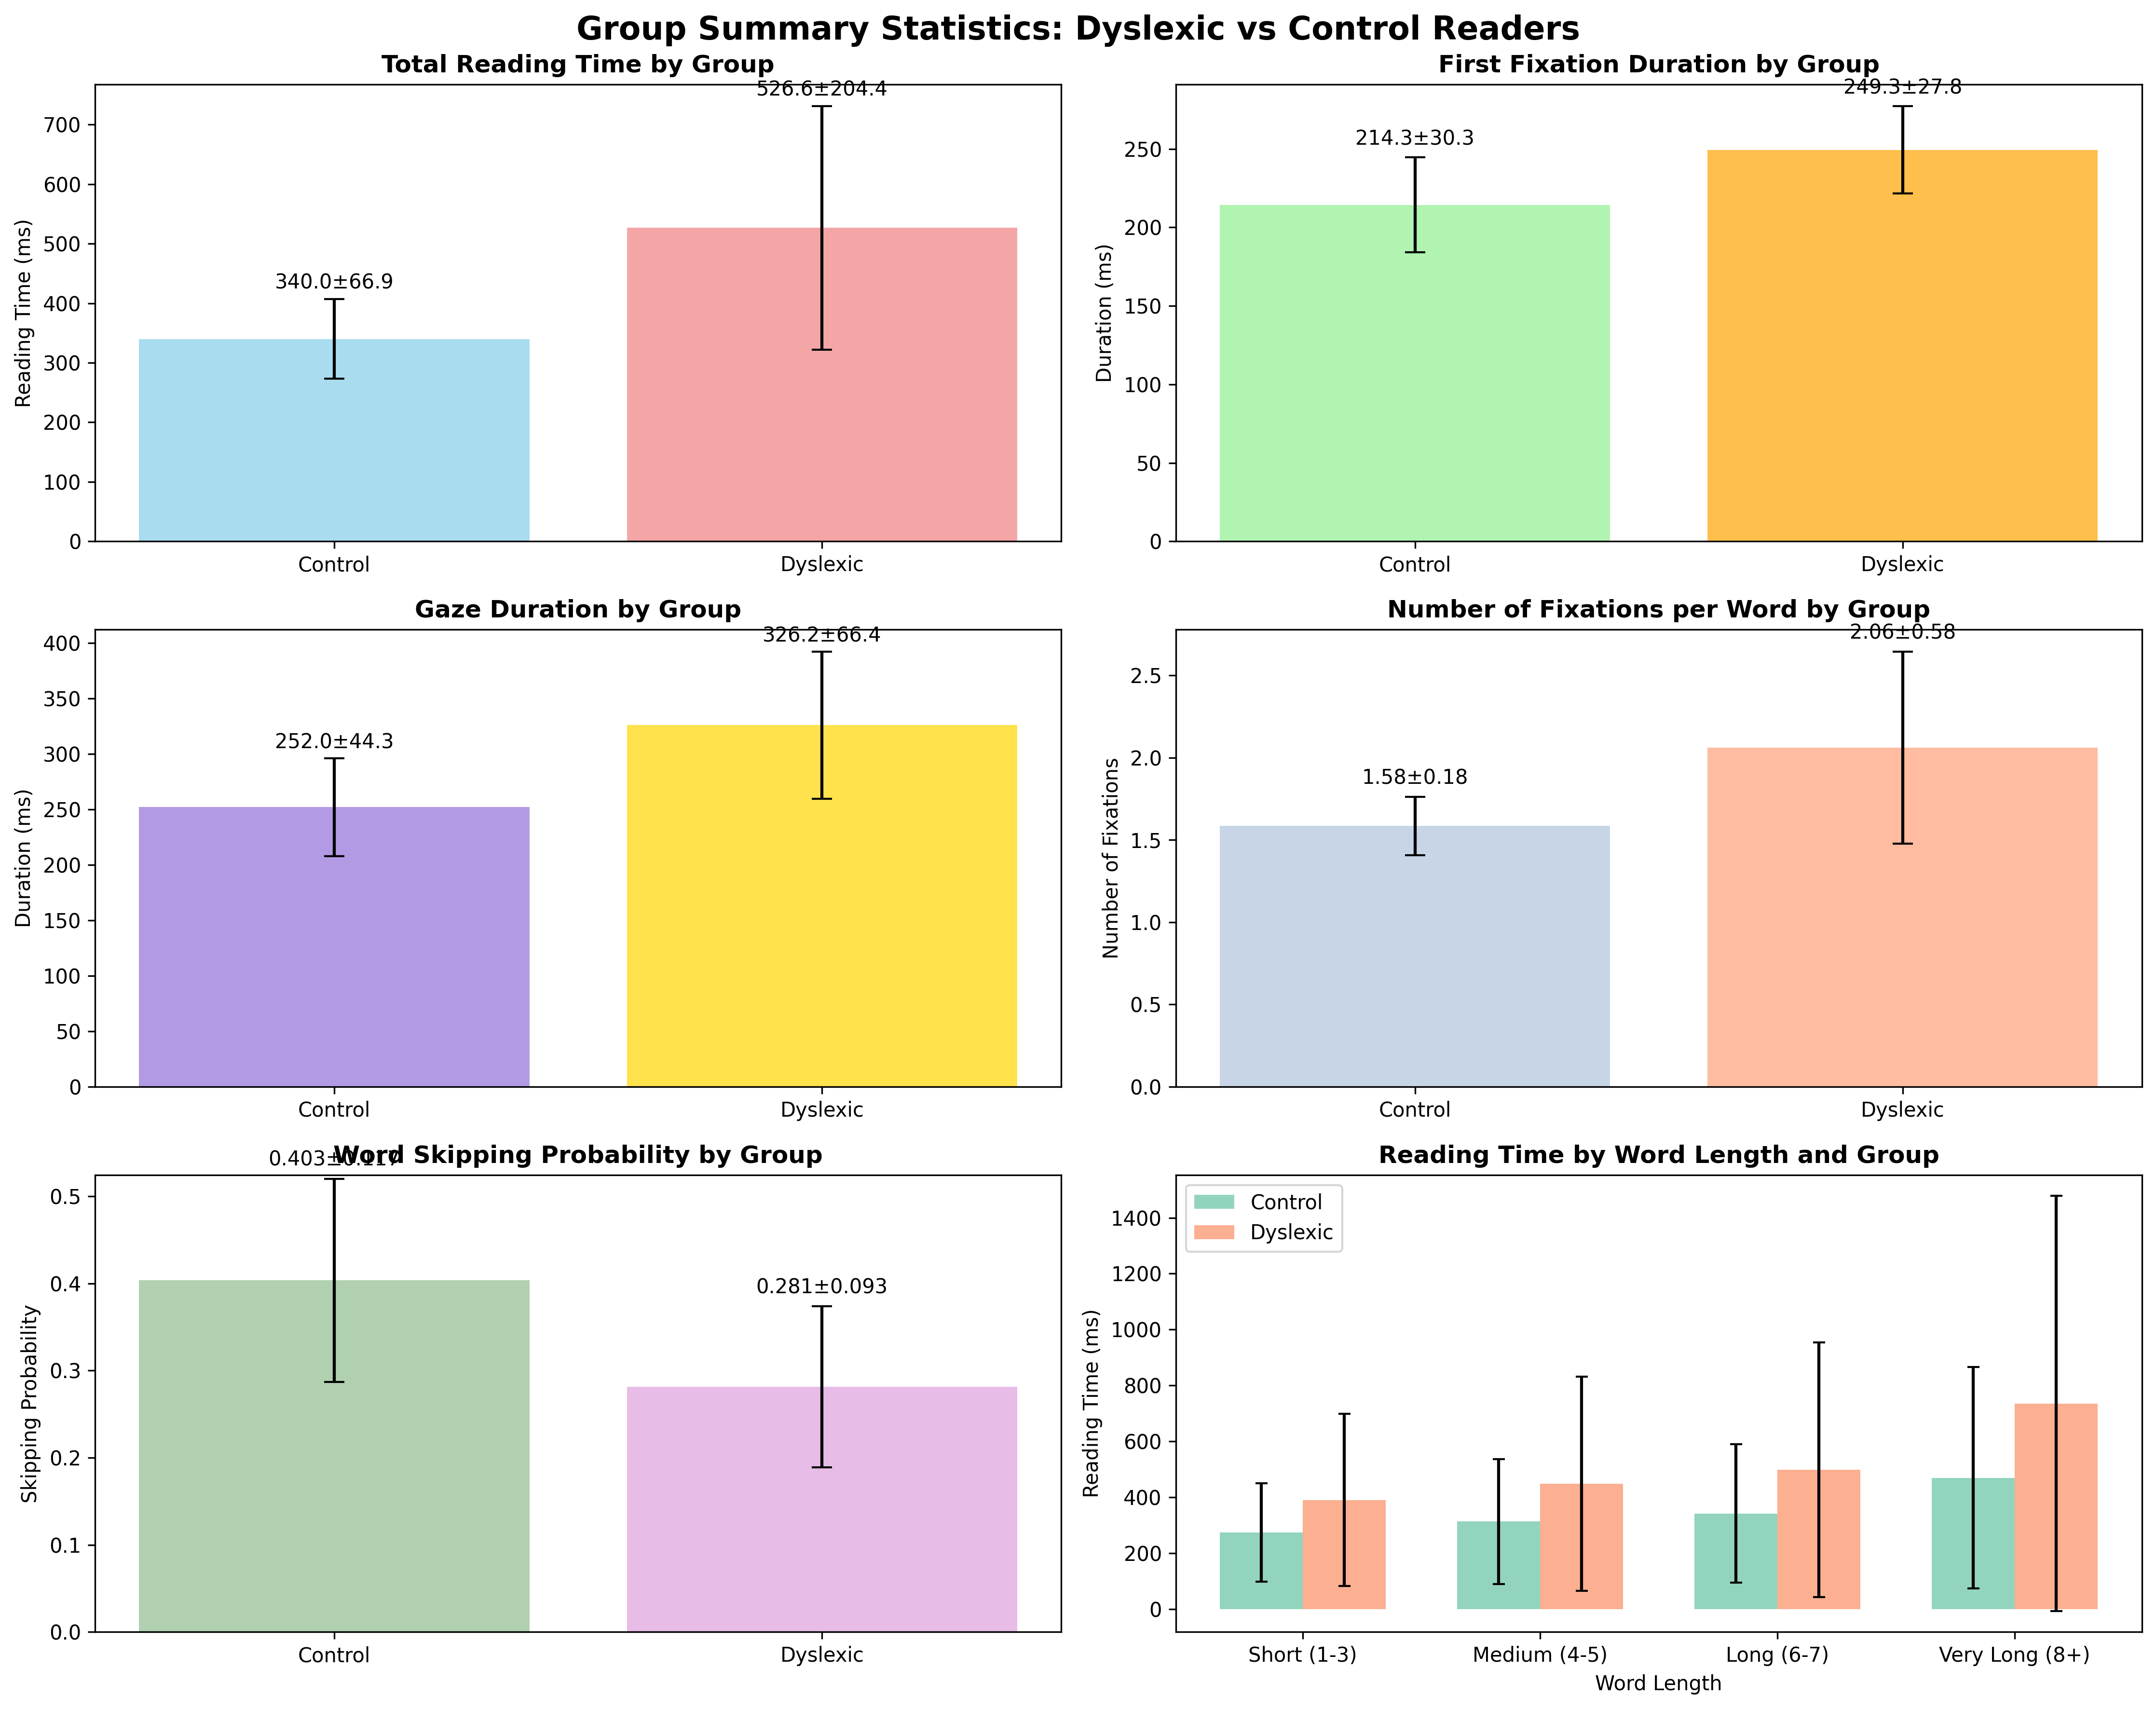 Group Summary Statistics: Dyslexic vs Control Readers
Total Reading Time by Group
526.6±204.4
340.0±66.9
Reading Time (ms)
700
600
500
400
300
200
100
0
Control
Dyslexic
First Fixation Duration by Group
249.3±27.8
214.3±30.3
Duration (ms)
250
200
150
100
50
0
Control
Dyslexic
Gaze Duration by Group
326.2±66.4
252.0±44.3
Duration (ms)
400
350
300
250
200
150
100
50
0
Control
Dyslexic
Number of Fixations per Word by Group
2.06±0.58
1.58±0.18
Number of Fixations
2.5
2.0
1.5
1.0
0.5
0.0
Control
Dyslexic
Word Skipping Probability by Group
0.403±0.117
0.281±0.093
Skipping Probability
0.5
0.4
0.3
0.2
0.1
0.0
Control
Dyslexic
Reading Time by Word Length and Group
Control
Dyslexic
Reading Time (ms)
1400
1200
1000
800
600
400
200
0
Short (1-3)
Medium (4-5)
Long (6-7)
Very Long (8+)
Word Length